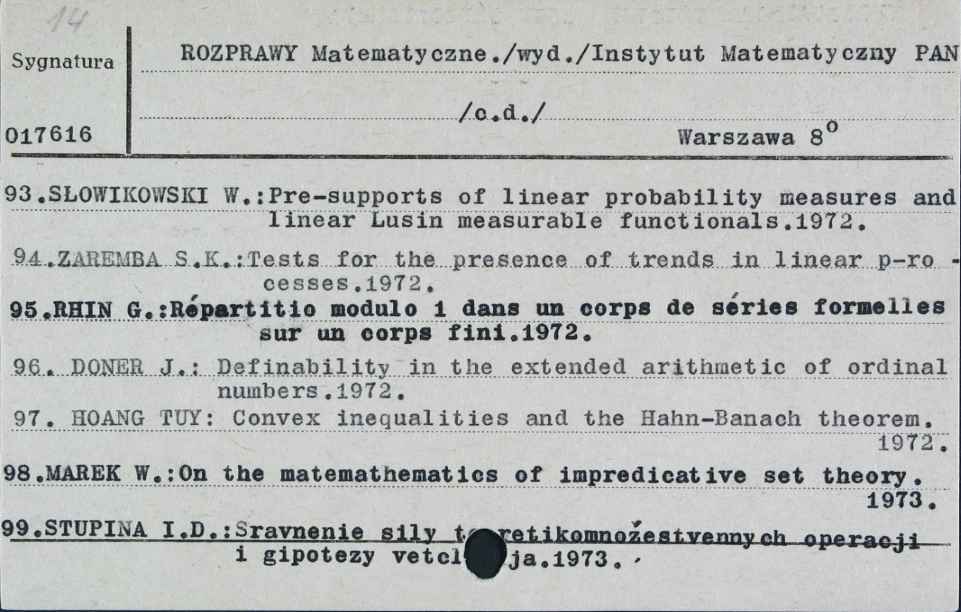 14
Sygnatura
ROZPRAWY Matematyczne./wyd./Instytut Matematyczny PAN
/c.d./
017616
Warszawa 8°
93.SŁOWIKOWSKI W.:Pre-supports of linear probability measures and
linear Lusin measurable functionals.1972.
94.ZAREMBA S.K.:Tests for the presence of trends in linear p-ro -
cesses.1972.
95.RHIN G.:Répartitio modulo 1 dans un corps de séries formelles
sur un corps fini.1972.
96. DONER J.: Definability in the extended arithmetic of ordinal
numbers.1972.
97. HOANG TUY: Convex inequalities and the Hahn-Banach theorem.
1972.
98.MAREK W.:On the matemathematics of impredicative set theory.
1973.
99.STUPINA I.D.:Sravnenie sily retikomnožestvennych operacji
i gipotezy ja.1973.